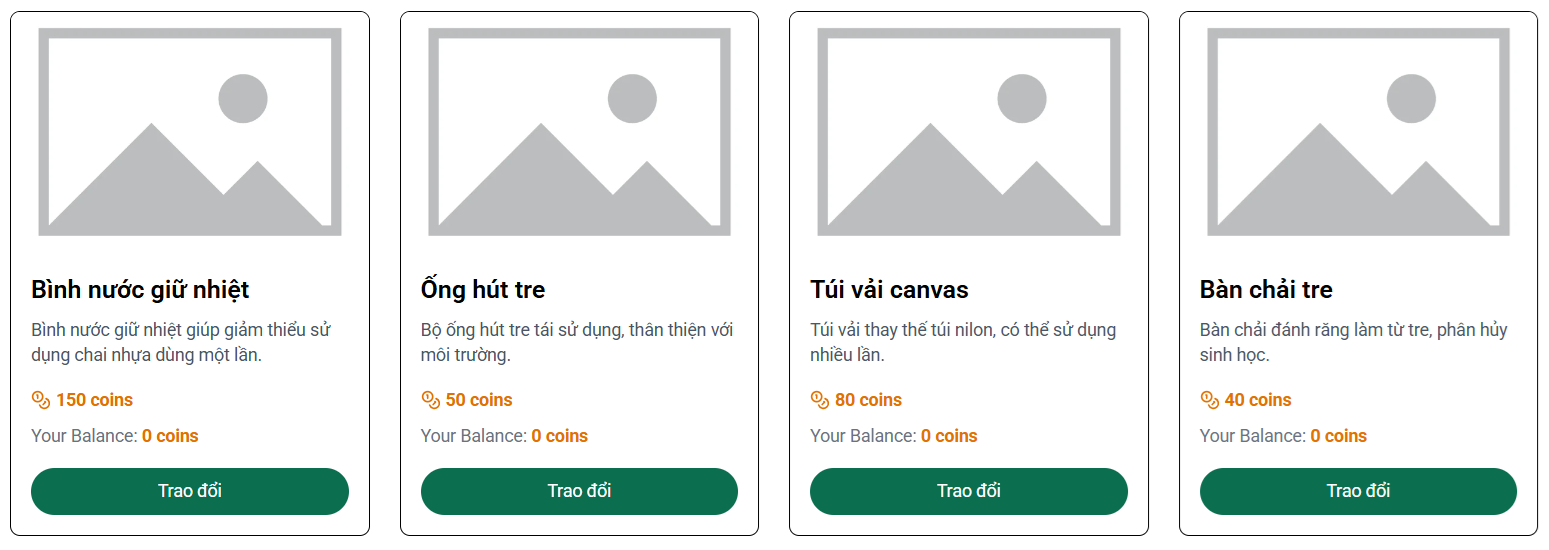 Bình nước giữ nhiệt
Bình nước giữ nhiệt giúp giảm thiểu sử
dụng chai nhựa dùng một lần.
150 coins
Your Balance: 0 coins
Trao đổi
Ống hút tre
Bộ ống hút tre tái sử dụng, thân thiện với
môi trường.
50 coins
Your Balance: 0 coins
Trao đổi
Túi vải canvas
Túi vải thay thế túi nilon, có thể sử dụng
nhiều lần.
80 coins
Your Balance: 0 coins
Trao đổi
Bàn chải tre
Bàn chải đánh răng làm từ tre, phân hủy
sinh học.
40 coins
Your Balance: 0 coins
Trao đổi